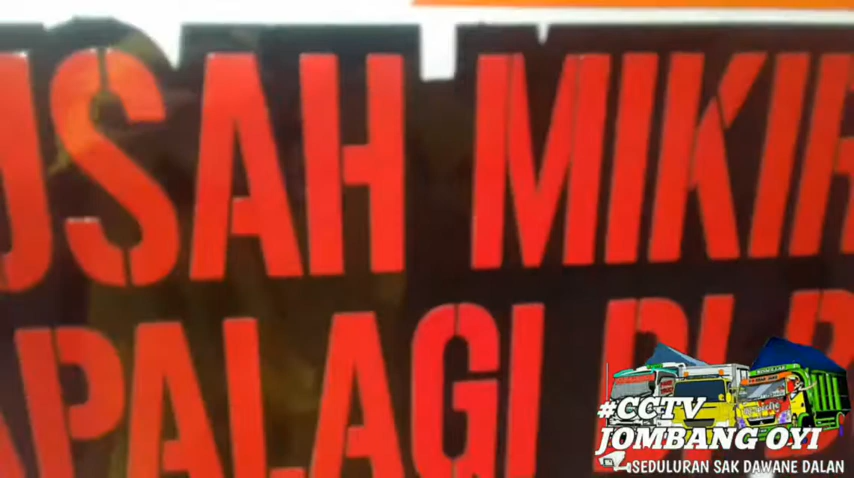 USAH MIKIR
APALAGI
#CCTV
JOMBANG OYI
SEDULURAN SAK DAWANE DALAN